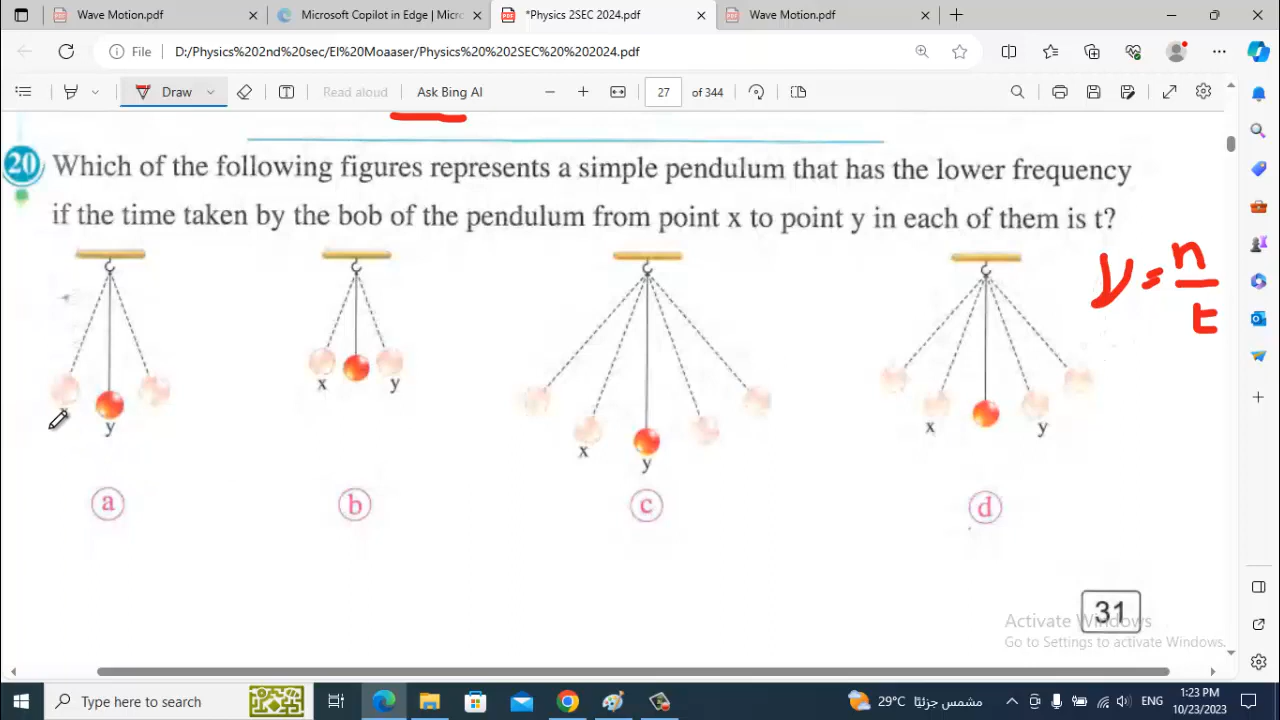 Wave Motion.pdf
Microsoft Copilot in Edge | Micro
*Physics 2SEC 2024.pdf
Wave Motion.pdf
File
D:/Physics%202nd%20sec/El%20Moaaser/Physics%20%202SEC%20%202024.pdf
Draw
Read aloud
Ask Bing AI
27
of 344
20 Which of the following figures represents a simple pendulum that has the lower frequency
if the time taken by the bob of the pendulum from point x to point y in each of them is t?
ν = n
t
y
x
y
x
y
x
y
a
b
c
d
31
Activate Windows
Go to Settings to activate Windows.
Type here to search
29°C
مشمس جزئيًا
ENG
1:23 PM
10/23/2023